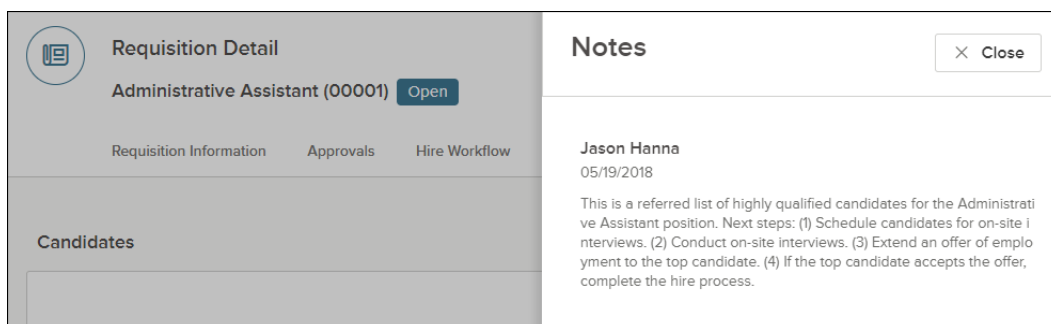 Requisition Detail
Administrative Assistant (00001) Open
Requisition Information Approvals Hire Workflow
Candidates
Notes
× Close
Jason Hanna
05/19/2018
This is a referred list of highly qualified candidates for the Administrati
ve Assistant position. Next steps: (1) Schedule candidates for on-site i
nterviews. (2) Conduct on-site interviews. (3) Extend an offer of emplo
yment to the top candidate. (4) If the top candidate accepts the offer,
complete the hire process.